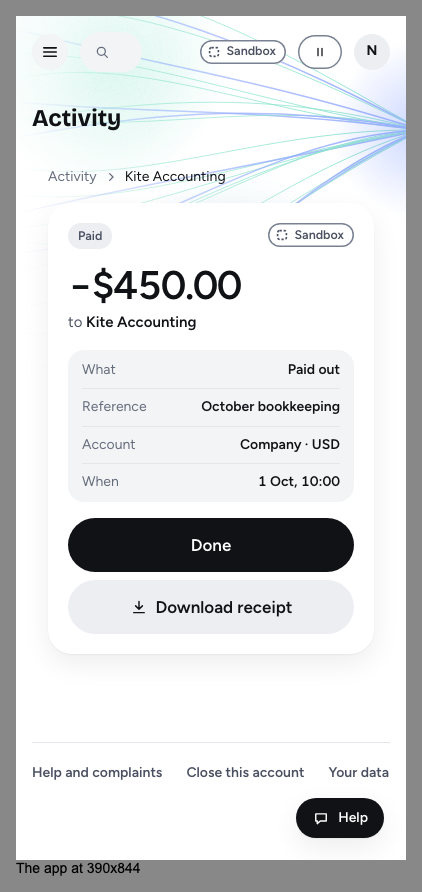 Sandbox
N
Activity
Activity > Kite Accounting
Paid
Sandbox
−$450.00
to Kite Accounting
What Paid out
Reference October bookkeeping
Account Company · USD
When 1 Oct, 10:00
Done
Download receipt
Help and complaints Close this account Your data
Help
The app at 390x844